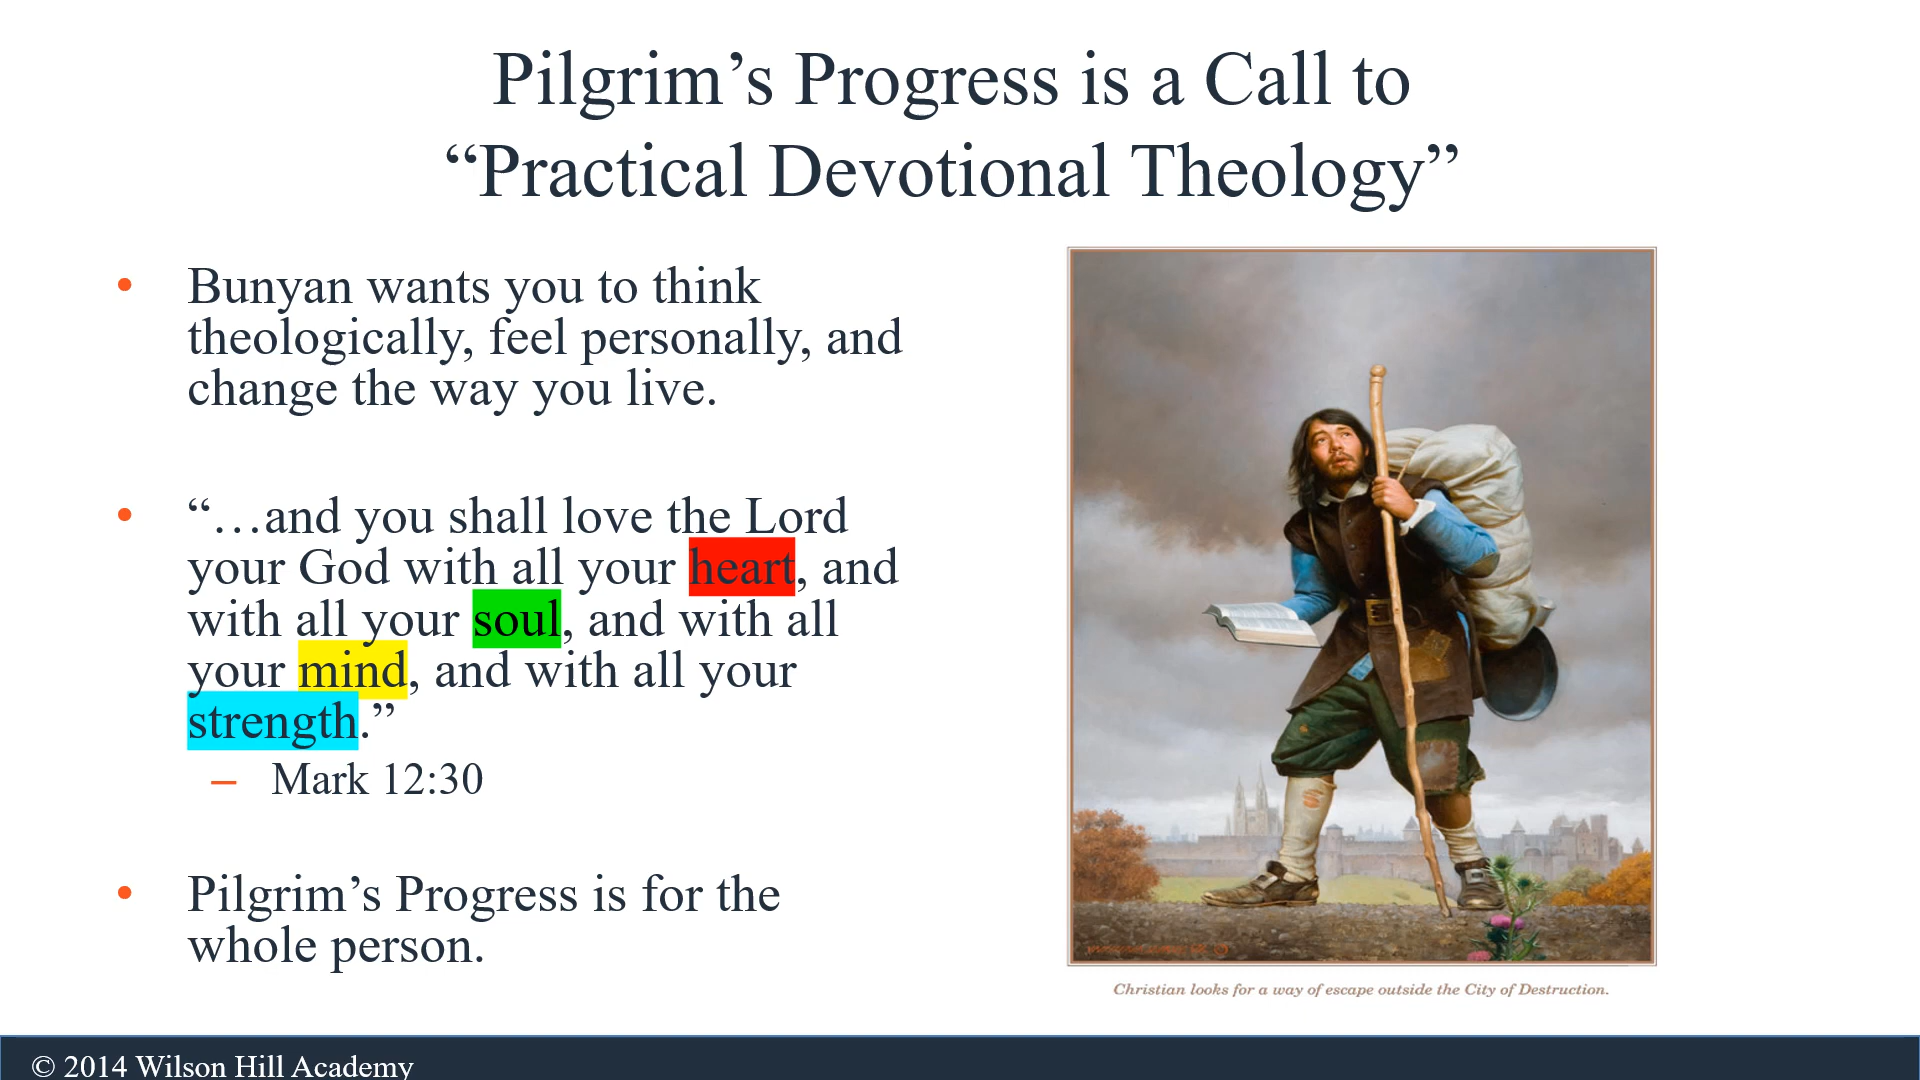 Pilgrim’s Progress is a Call to
“Practical Devotional Theology”
• Bunyan wants you to think
theologically, feel personally, and
change the way you live.
• “…and you shall love the Lord
your God with all your heart, and
with all your soul, and with all
your mind, and with all your
strength.”
– Mark 12:30
• Pilgrim’s Progress is for the
whole person.
Christian looks for a way of escape outside the City of Destruction.
© 2014 Wilson Hill Academy